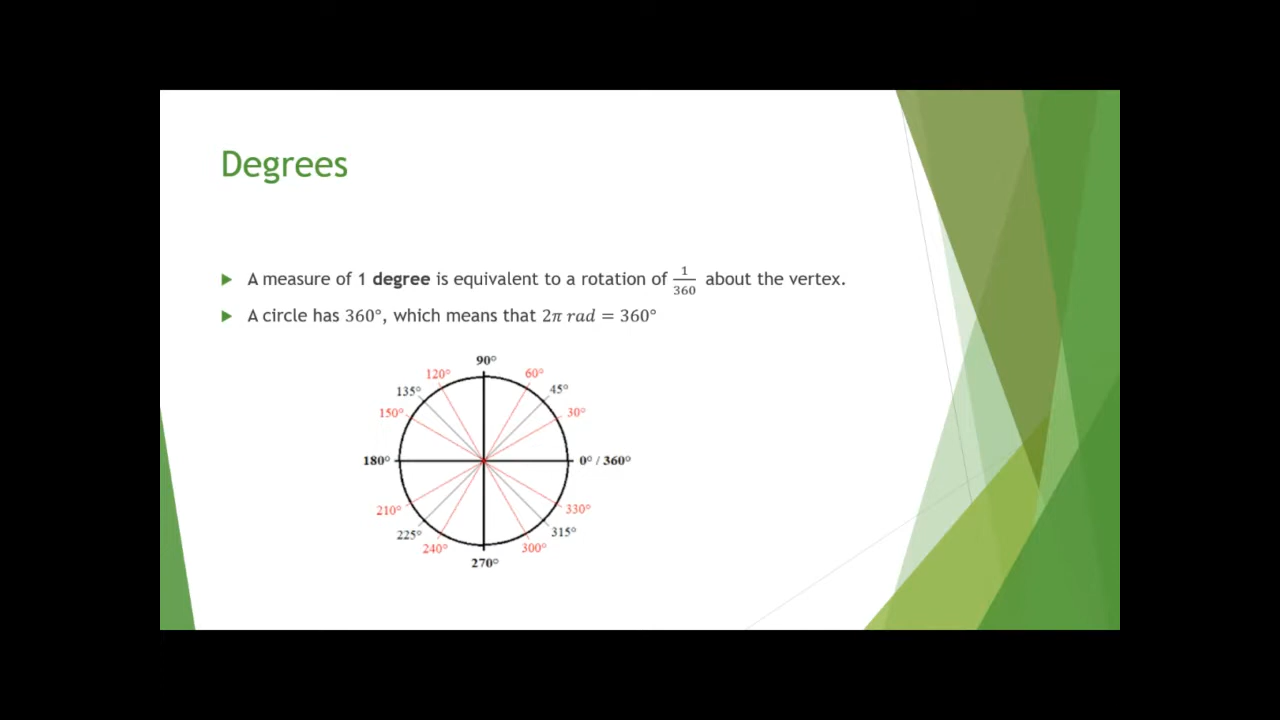 Degrees
A measure of 1 degree is equivalent to a rotation of 1/360 about the vertex.
A circle has 360°, which means that 2π rad = 360°
90°
120° 60°
135° 45°
150° 30°
180° 0° / 360°
210° 330°
225° 315°
240° 300°
270°